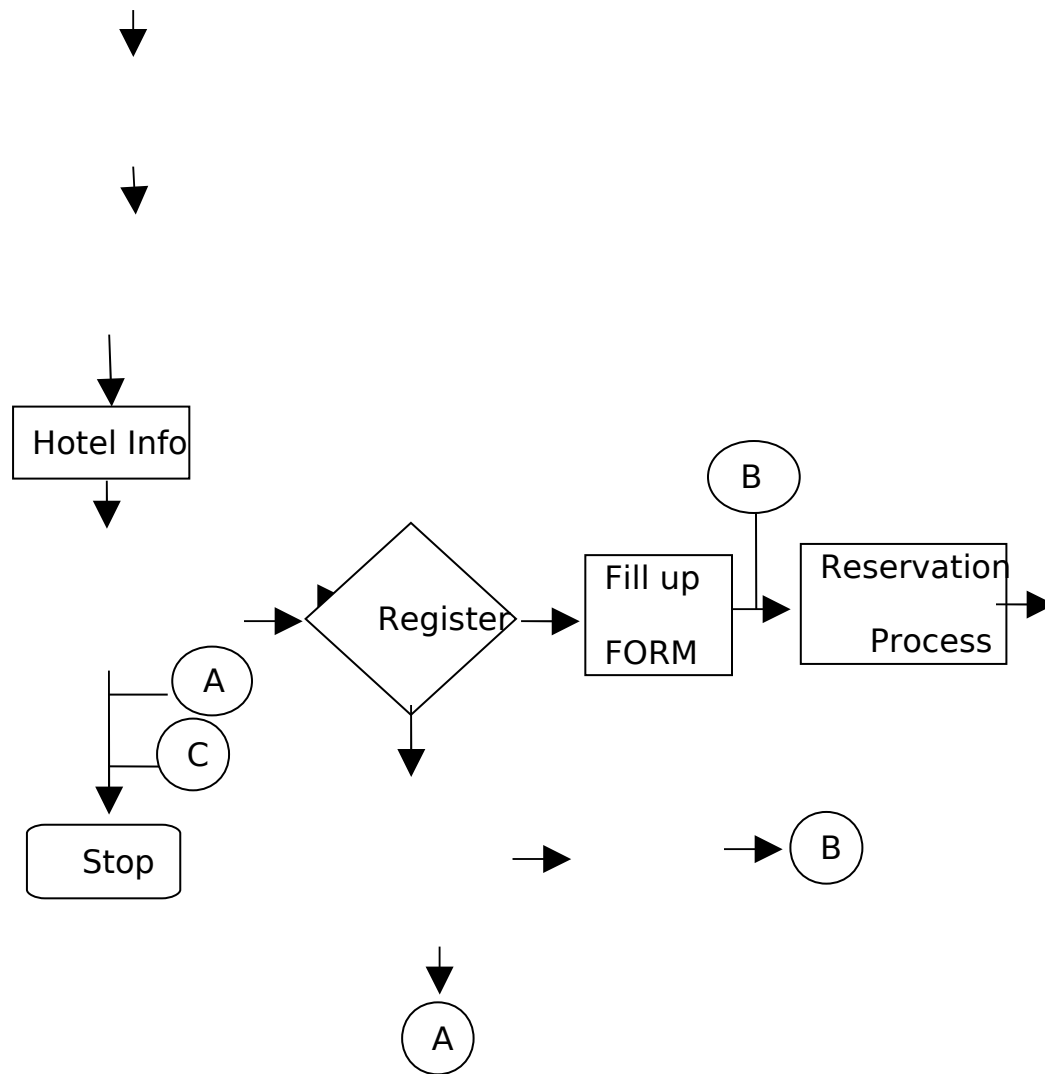 Hotel Info
B
Reservation
Process
Fill up
FORM
Register
A
C
Stop
B
A